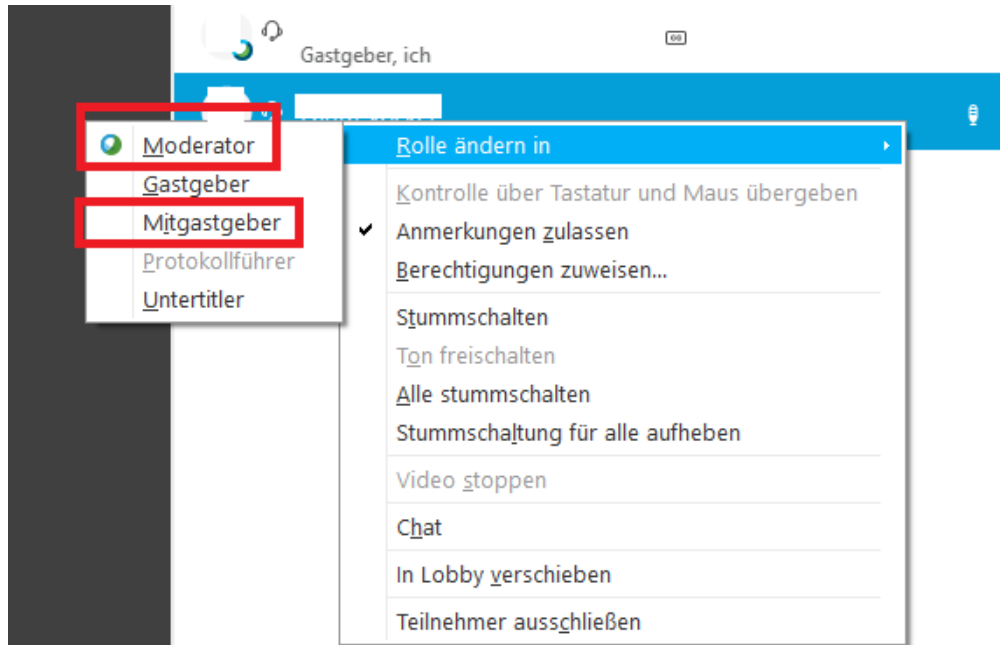 Gastgeber, ich
Moderator
Gastgeber
Mitgastgeber
Protokollführer
Untertitler
Rolle ändern in
Kontrolle über Tastatur und Maus übergeben
Anmerkungen zulassen
Berechtigungen zuweisen...
Stummschalten
Ton freischalten
Alle stummschalten
Stummschaltung für alle aufheben
Video stoppen
Chat
In Lobby verschieben
Teilnehmer ausschließen